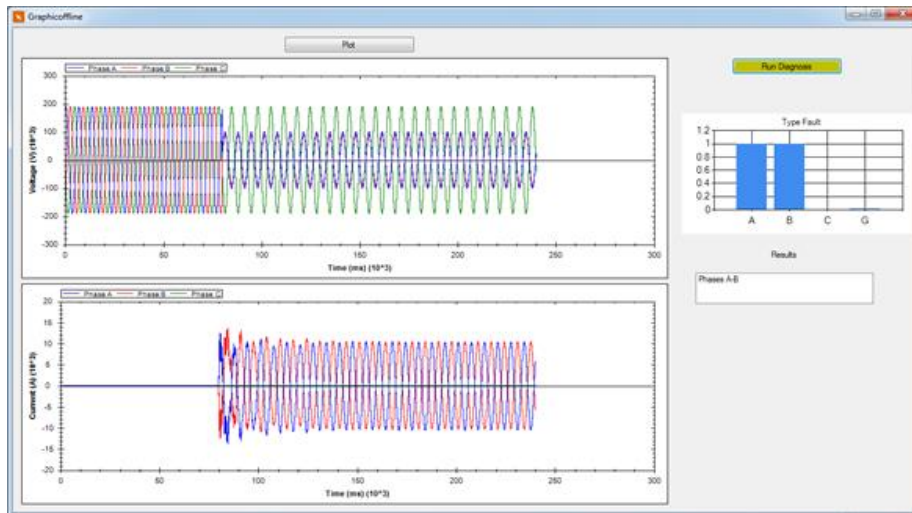 Graphicoffline
Plot
Phase A Phase B Phase C
300
200
100
0
-100
-200
-300
Voltage (V) (10^3)
0 50 100 150 200 250 300
Time (ms) (10^3)
Phase A Phase B Phase C
20
15
10
5
0
-5
-10
-15
-20
Current (A) (10^3)
0 50 100 150 200 250 300
Time (ms) (10^3)
Run Diagnosis
Type Fault
1.2
1
0.8
0.6
0.4
0.2
0
A B C G
Results
Phases A-B